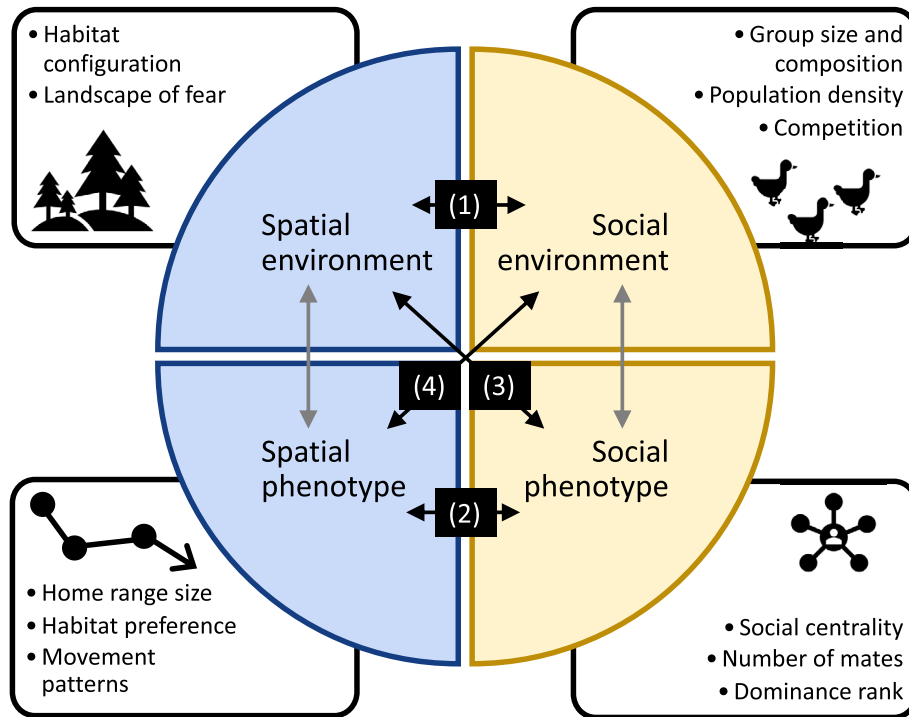 • Habitat
configuration
• Landscape of fear
• Group size and
composition
• Population density
• Competition
(1)
Spatial
environment
Social
environment
(4)
(3)
Spatial
phenotype
Social
phenotype
(2)
• Home range size
• Habitat preference
• Movement
patterns
• Social centrality
• Number of mates
• Dominance rank